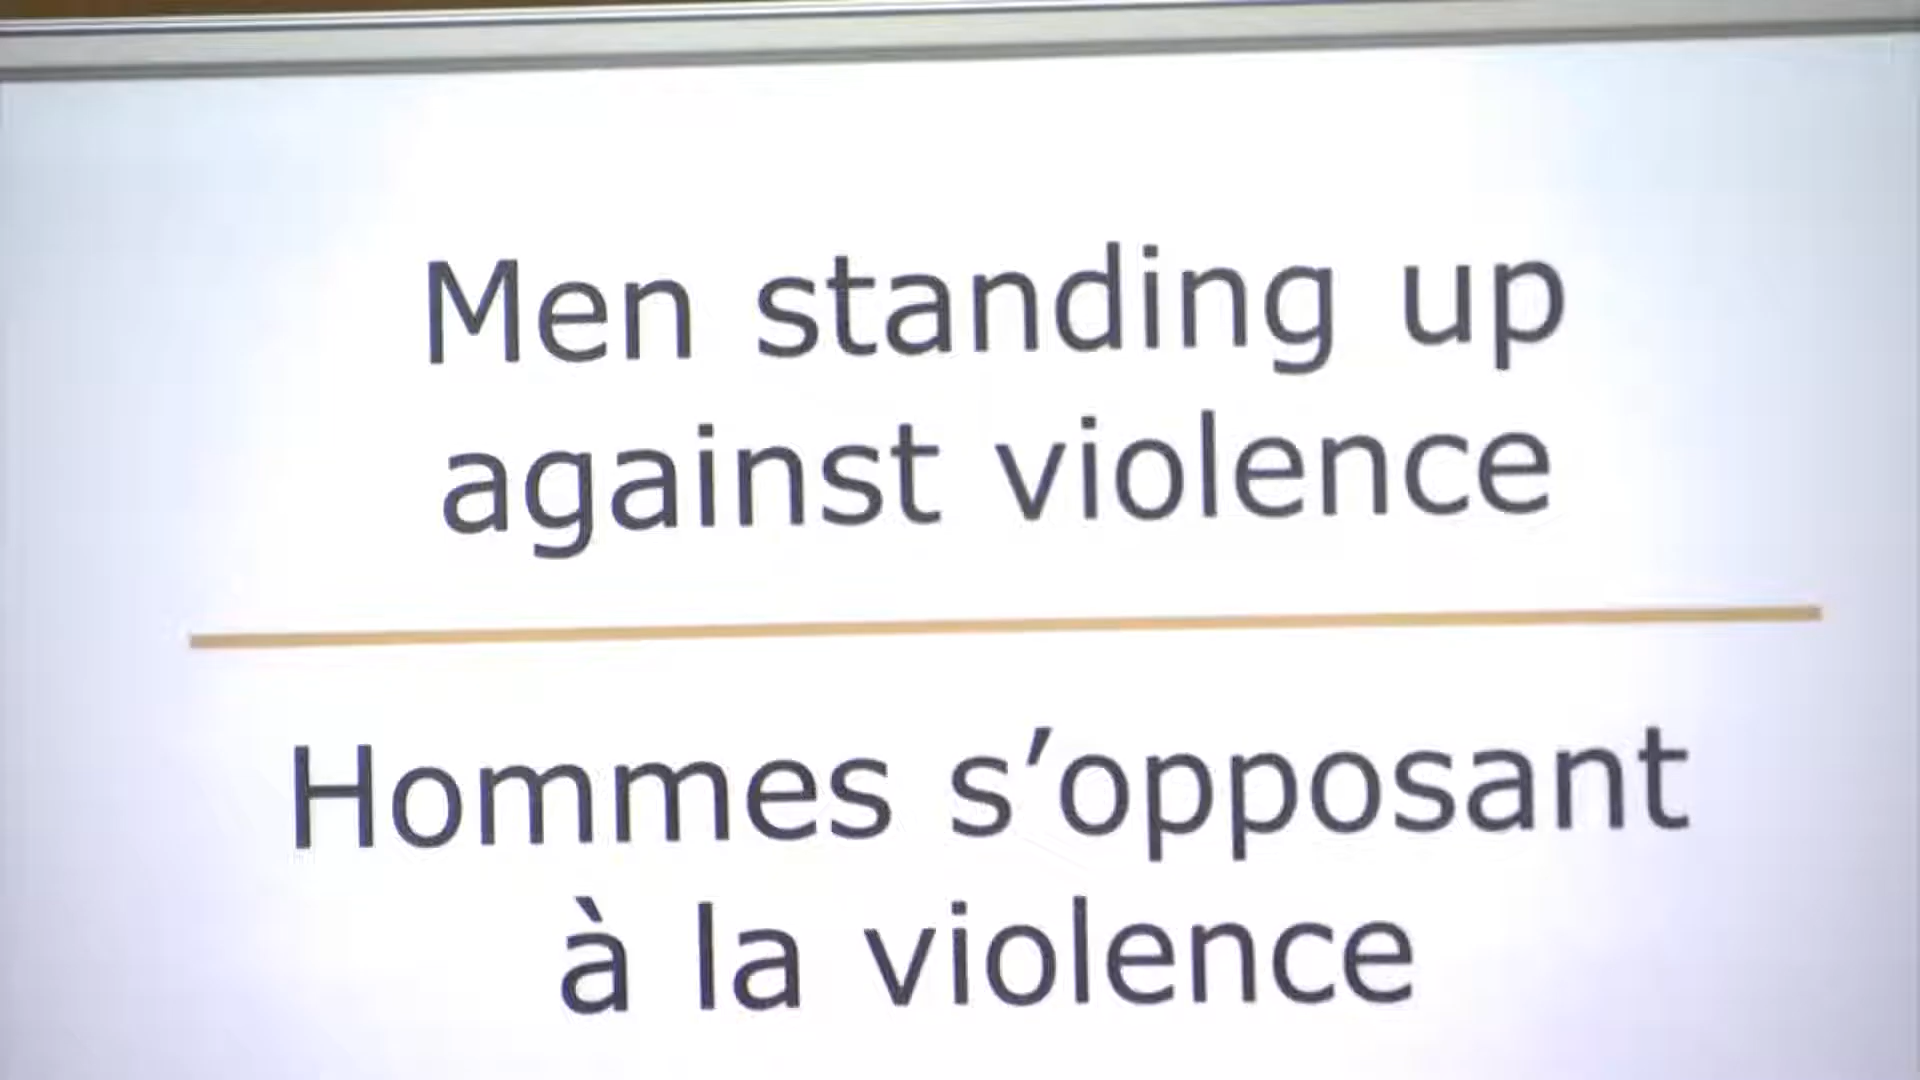 Men standing up
against violence
Hommes s’opposant
à la violence